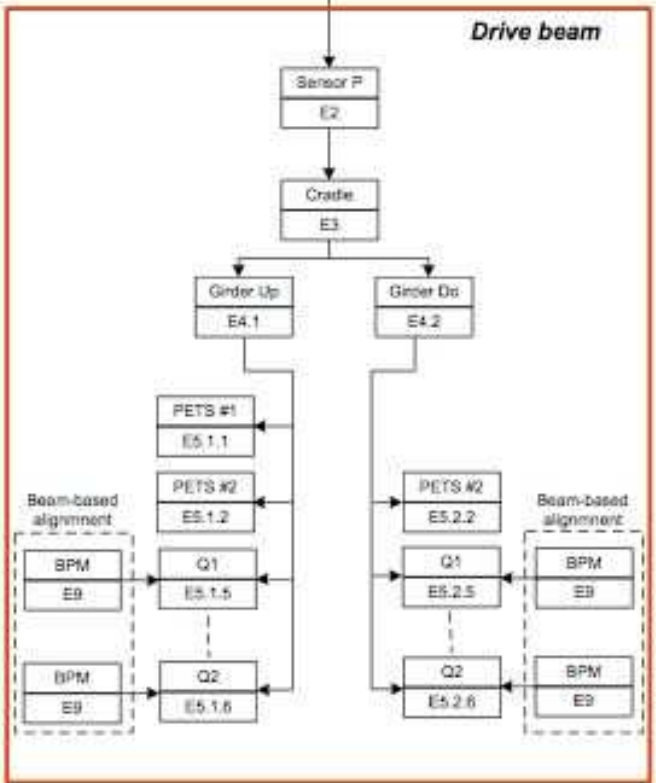 Drive beam
Sensor P
E2
Cradle
E3
Girder Up
E4.1
Girder Do
E4.2
PETS #1
E5.1.1
PETS #2
E5.1.2
PETS #2
E5.2.2
Beam-based
alignment
Beam-based
alignment
BPM
E9
Q1
E5.1.5
Q1
E5.2.5
BPM
E9
BPM
E9
Q2
E5.1.6
Q2
E5.2.6
BPM
E9